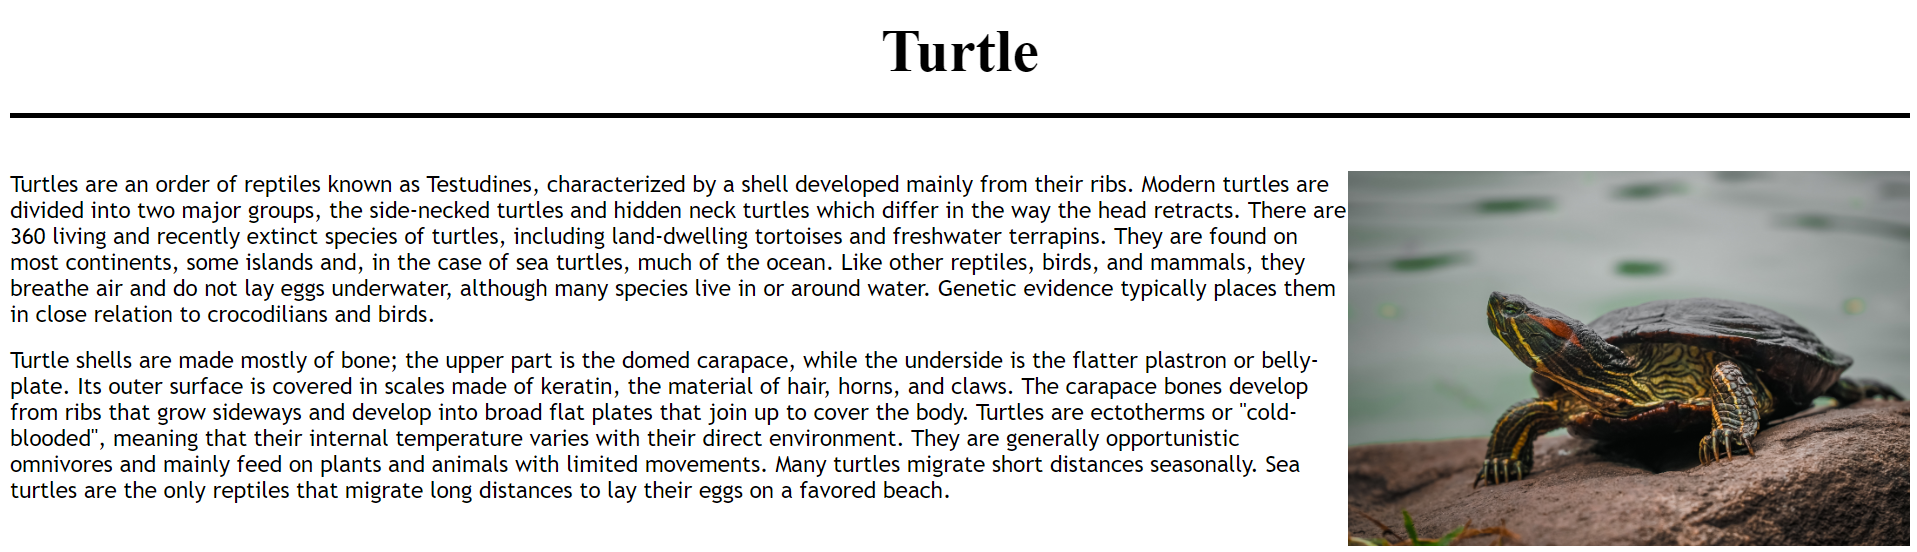 Turtle
Turtles are an order of reptiles known as Testudines, characterized by a shell developed mainly from their ribs. Modern turtles are
divided into two major groups, the side-necked turtles and hidden neck turtles which differ in the way the head retracts. There are
360 living and recently extinct species of turtles, including land-dwelling tortoises and freshwater terrapins. They are found on
most continents, some islands and, in the case of sea turtles, much of the ocean. Like other reptiles, birds, and mammals, they
breathe air and do not lay eggs underwater, although many species live in or around water. Genetic evidence typically places them
in close relation to crocodilians and birds.
Turtle shells are made mostly of bone; the upper part is the domed carapace, while the underside is the flatter plastron or belly-
plate. Its outer surface is covered in scales made of keratin, the material of hair, horns, and claws. The carapace bones develop
from ribs that grow sideways and develop into broad flat plates that join up to cover the body. Turtles are ectotherms or "cold-
blooded", meaning that their internal temperature varies with their direct environment. They are generally opportunistic
omnivores and mainly feed on plants and animals with limited movements. Many turtles migrate short distances seasonally. Sea
turtles are the only reptiles that migrate long distances to lay their eggs on a favored beach.